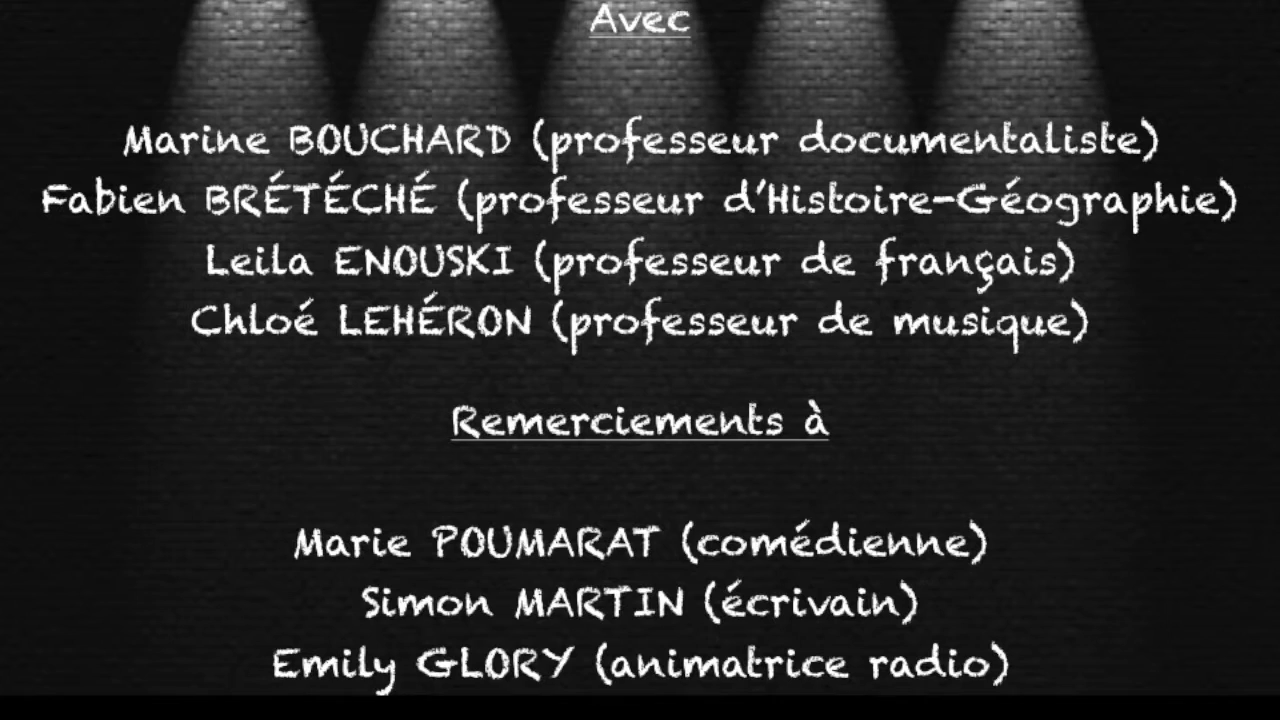 Avec
Marine BOUCHARD (professeur documentaliste)
Fabien BRÉTÉCHÉ (professeur d'Histoire-Géographie)
Leila ENOUSKI (professeur de français)
Chloé LEHÉRON (professeur de musique)
Remerciements à
Marie POUMARAT (comédienne)
Simon MARTIN (écrivain)
Emily GLORY (animatrice radio)